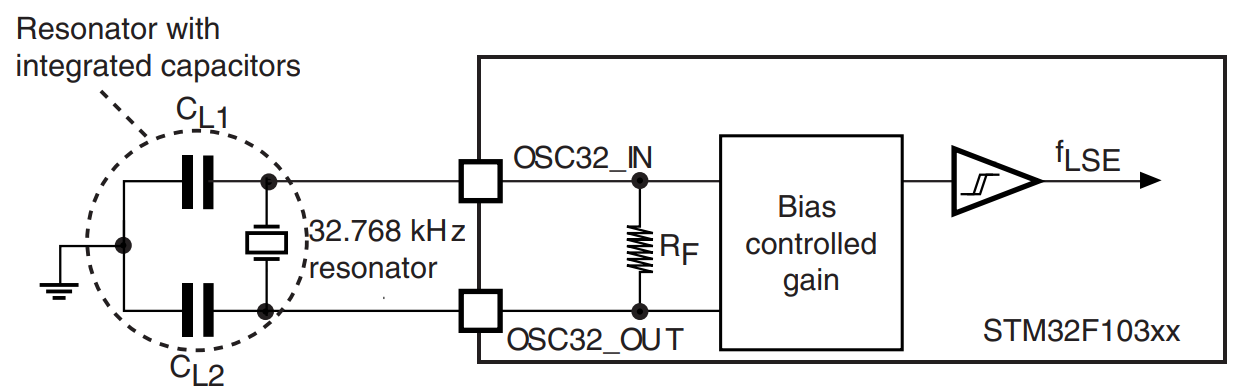 Resonator with
integrated capacitors
CL1
OSC32_IN
fLSE
32.768 kHz
resonator
RF
Bias
controlled
gain
OSC32_OUT
STM32F103xx
CL2